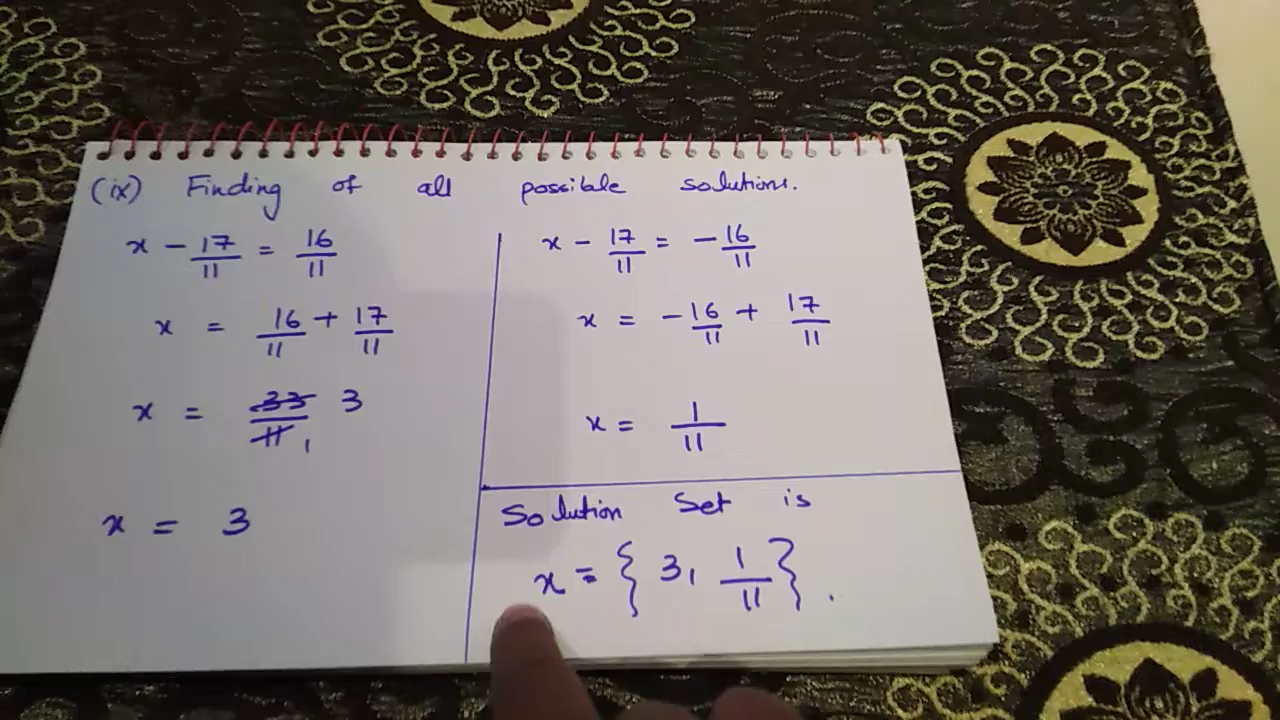 (ix) Finding of all possible solutions.
x - 17/11 = 16/11
x = 16/11 + 17/11
x = 33/11 1 3
x = 3
x - 17/11 = -16/11
x = -16/11 + 17/11
x = 1/11
Solution Set is
x = {3, 1/11}.